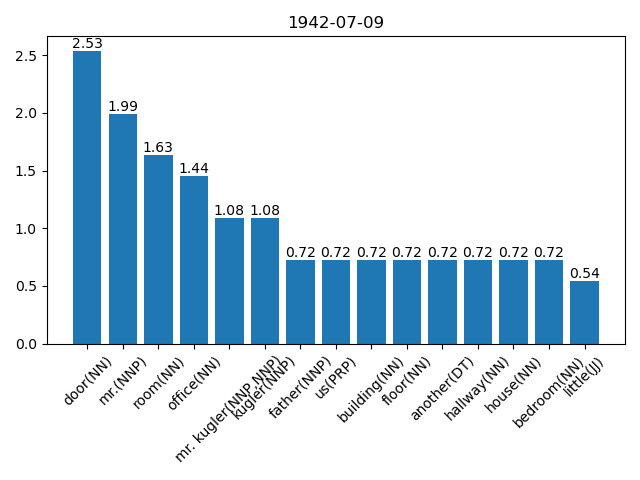 1942-07-09
2.5
2.0
1.5
1.0
0.5
0.0
2.53
1.99
1.63
1.44
1.08
1.08
0.72
0.72
0.72
0.72
0.72
0.72
0.72
0.72
0.54
door(NN)
mr.(NNP)
room(NN)
office(NN)
mr. kugler(NNP NNP)
kugler(NNP)
father(NNP)
us(PRP)
building(NN)
floor(NN)
another(DT)
hallway(NN)
house(NN)
bedroom(NN)
little(JJ)